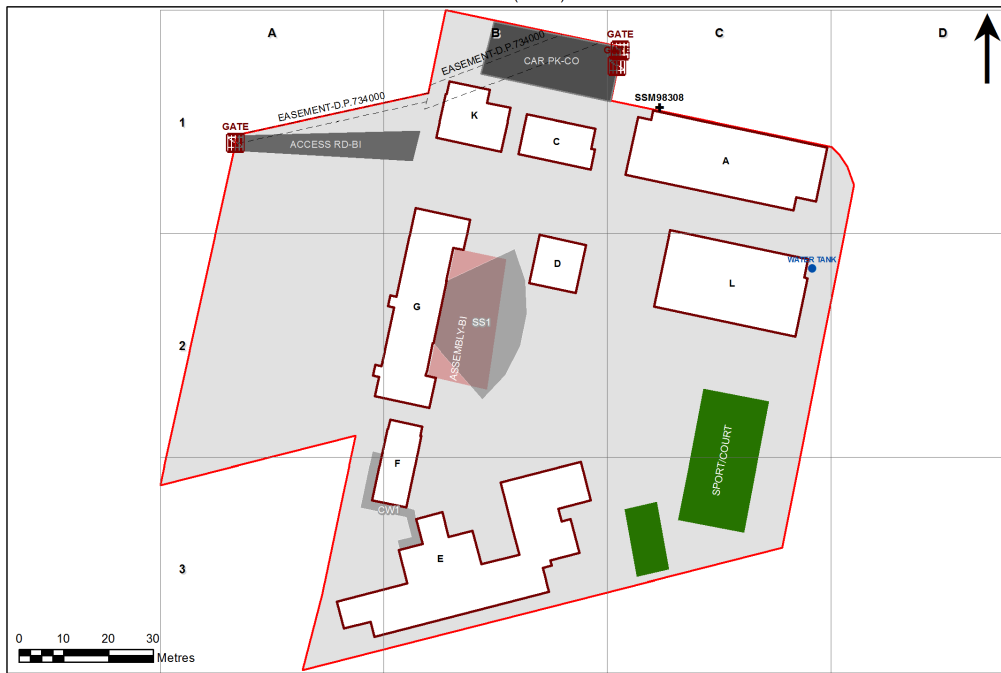 A
B
C
D
GATE
GATE
EASEMENT-D.P.734000
CAR PK-CO
SSM98308
EASEMENT-D.P.734000
1
K
C
A
GATE
ACCESS RD-BI
D
WATER TANK
L
G
SS1
ASSEMBLY-BI
2
SPORT/COURT
F
CW1
E
3
0 10 20 30
Metres